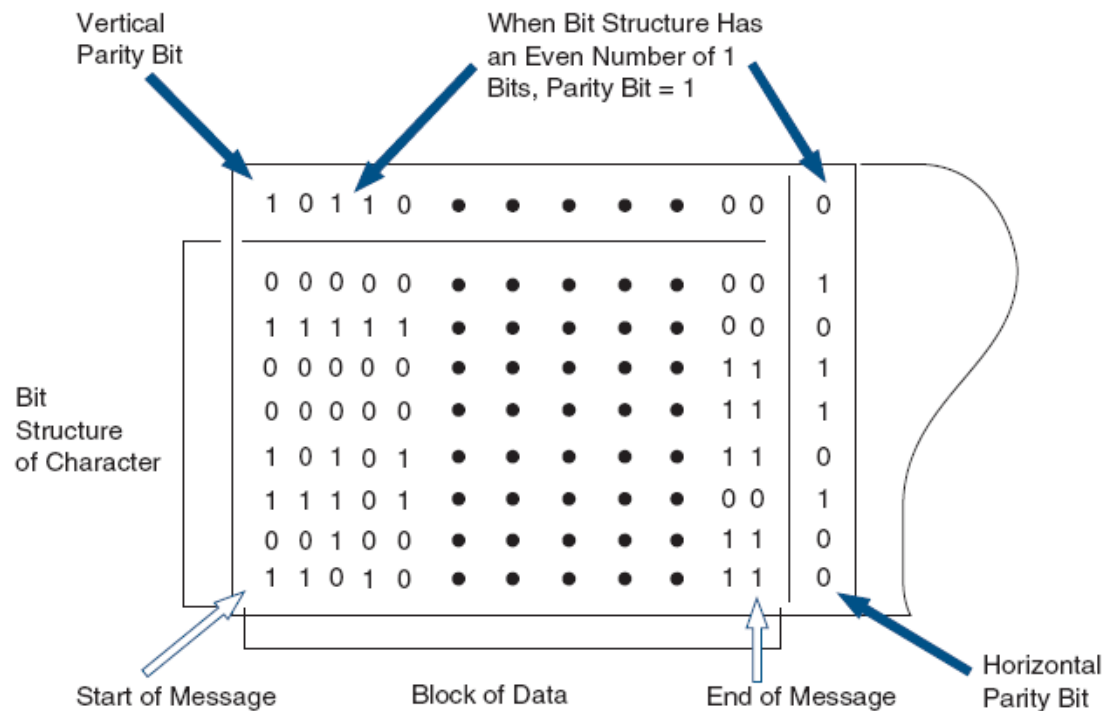 Vertical
Parity Bit
When Bit Structure Has
an Even Number of 1
Bits, Parity Bit = 1
1 0 1 1 0 • • • • • 0 0 0
0 0 0 0 0 • • • • • 0 0 1
1 1 1 1 1 • • • • • 0 0 0
0 0 0 0 0 • • • • • 1 1 1
0 0 0 0 0 • • • • • 1 1 1
1 0 1 0 1 • • • • • 1 1 0
1 1 1 0 1 • • • • • 0 0 1
0 0 1 0 0 • • • • • 1 1 0
1 1 0 1 0 • • • • • 1 1 0
Bit
Structure
of Character
Start of Message
Block of Data
End of Message
Horizontal
Parity Bit